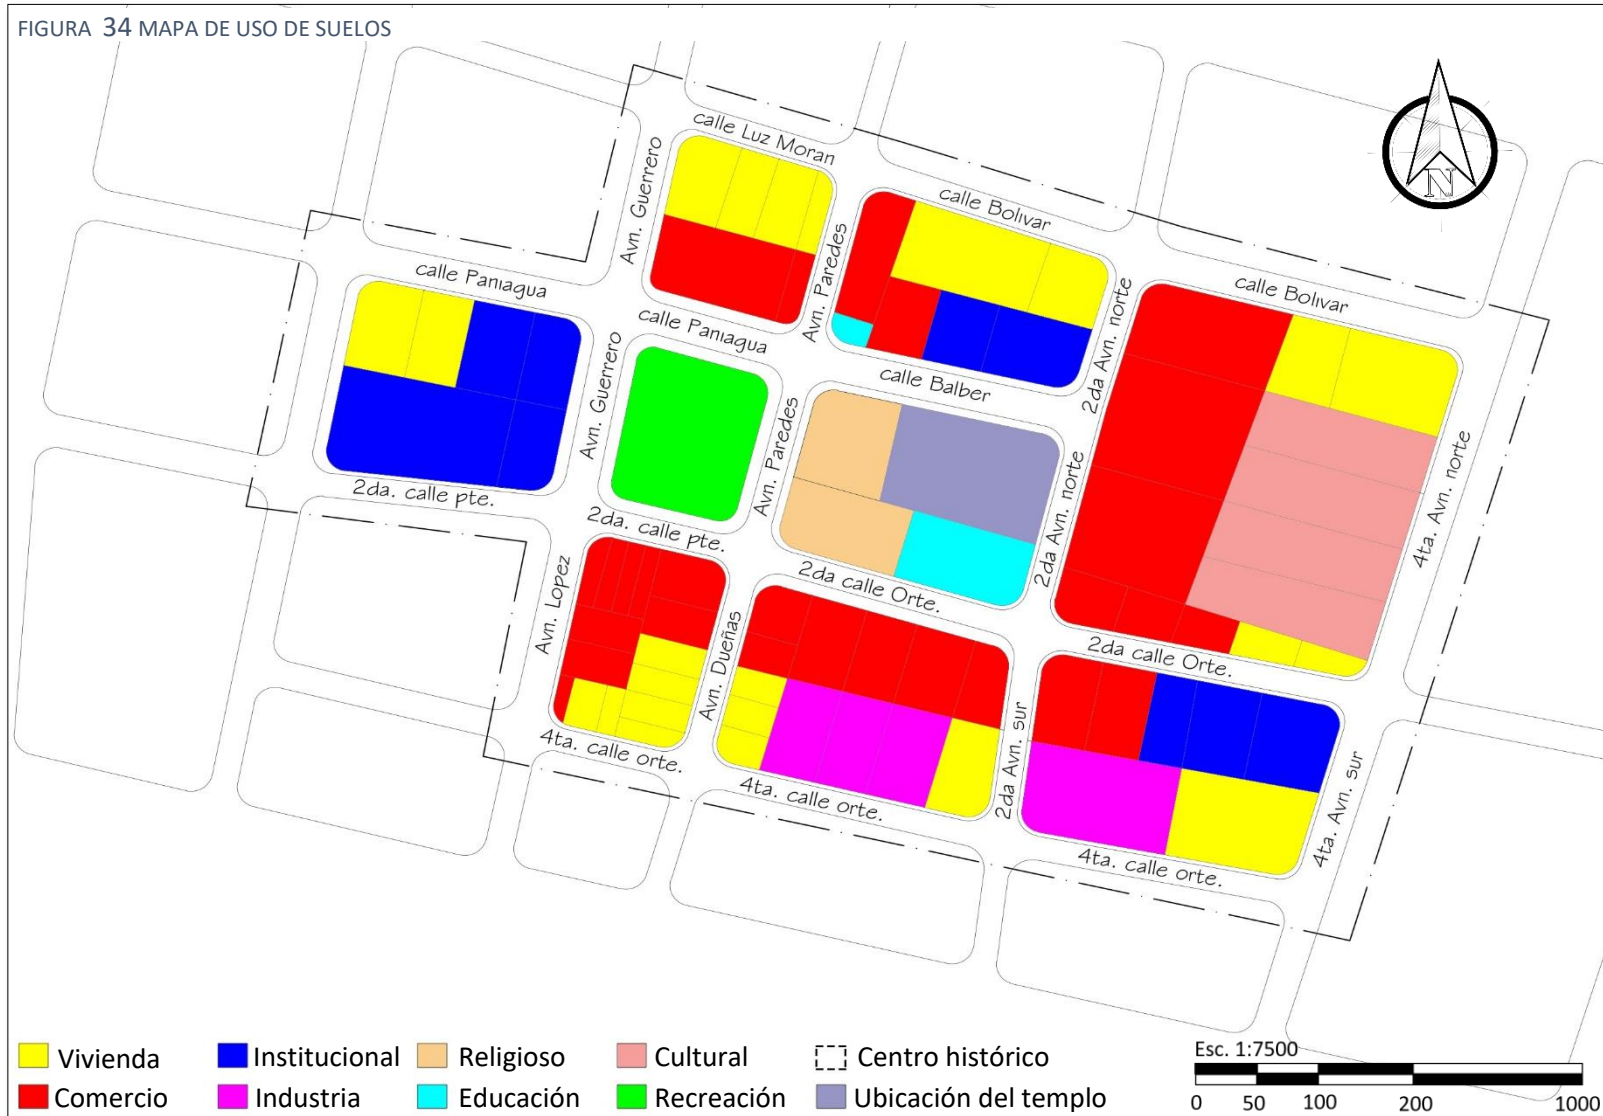 FIGURA 34 MAPA DE USO DE SUELOS
calle Luz Moran
Avn. Guerrero
calle Bolivar
Avn. Paredes
calle Paniagua
calle Bolivar
2da Avn. norte
calle Paniagua
Avn. Guerrero
calle Balber
Avn. Paredes
4ta. Avn. norte
2da. calle pte.
2da. calle pte.
2da Avn. norte
2da calle Orte.
Avn. Lopez
Avn. Dueñas
2da calle Orte.
2da Avn. sur
4ta. calle orte.
4ta. calle orte.
4ta. Avn. sur
4ta. calle orte.
N
Vivienda
Institucional
Religioso
Cultural
Centro histórico
Comercio
Industria
Educación
Recreación
Ubicación del templo
Esc. 1:7500
0 50 100 200 1000